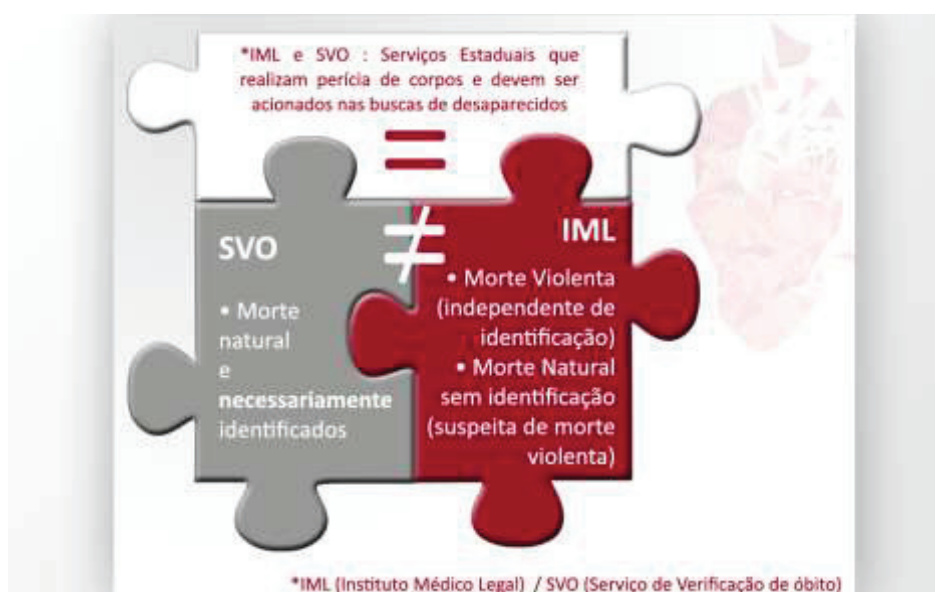 *IML e SVO : Serviços Estaduais que
realizam perícia de corpos e devem ser
acionados nas buscas de desaparecidos
=
SVO
• Morte
natural
e
necessariamente
identificados
≠
IML
• Morte Violenta
(independente de
identificação)
• Morte Natural
sem identificação
(suspeita de morte
violenta)
*IML (Instituto Médico Legal) / SVO (Serviço de Verificação de óbito)